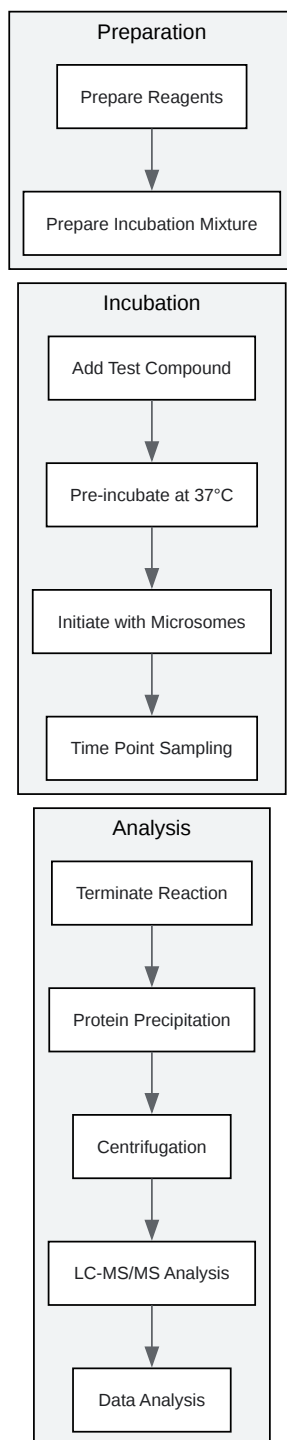 Preparation
Prepare Reagents
Prepare Incubation Mixture
Incubation
Add Test Compound
Pre-incubate at 37°C
Initiate with Microsomes
Time Point Sampling
Analysis
Terminate Reaction
Protein Precipitation
Centrifugation
LC-MS/MS Analysis
Data Analysis